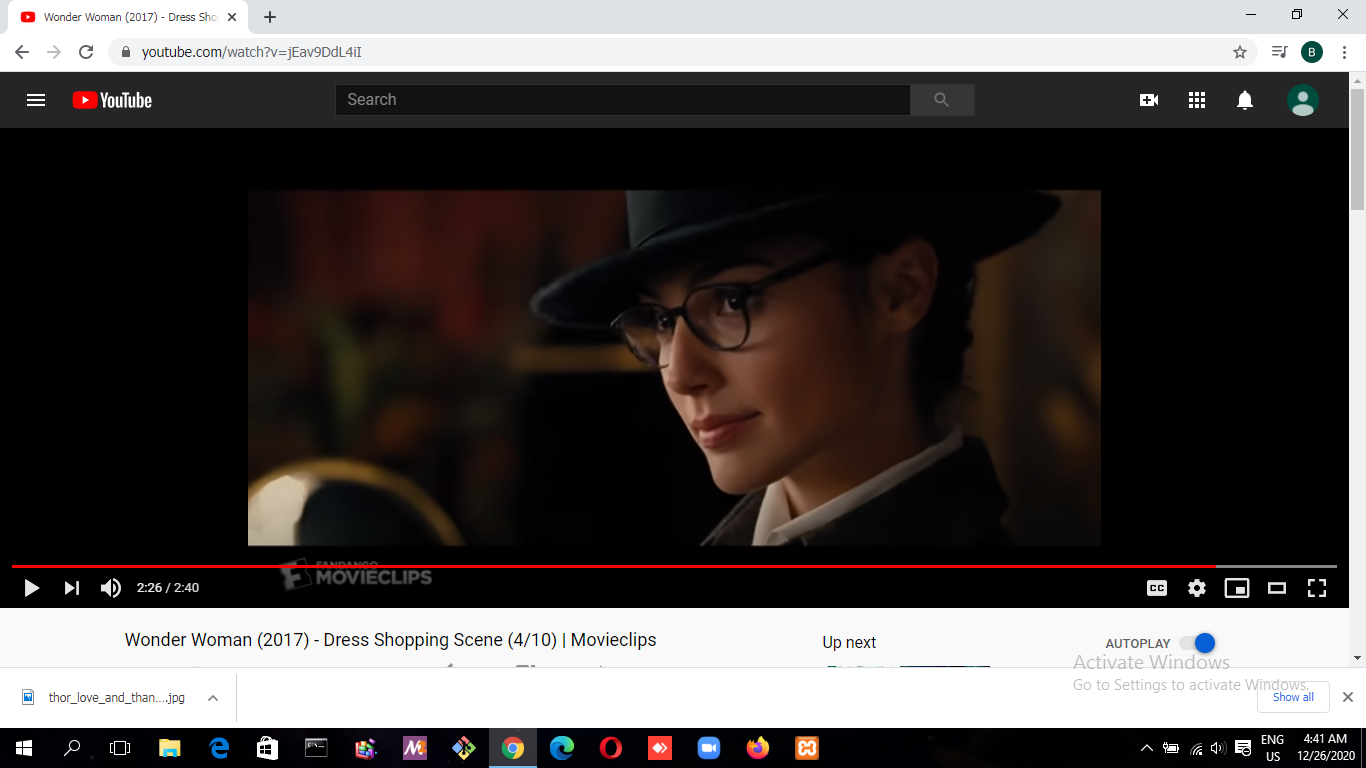 Wonder Woman (2017) - Dress Sho
youtube.com/watch?v=jEav9DdL4iI
B
YouTube
Search
FANDANGO
MOVIECLIPS
2:26 / 2:40
CC
Wonder Woman (2017) - Dress Shopping Scene (4/10) | Movieclips
Up next
AUTOPLAY
Activate Windows
Go to Settings to activate Windows.
thor_love_and_than....jpg
Show all
ENG
US
4:41 AM
12/26/2020